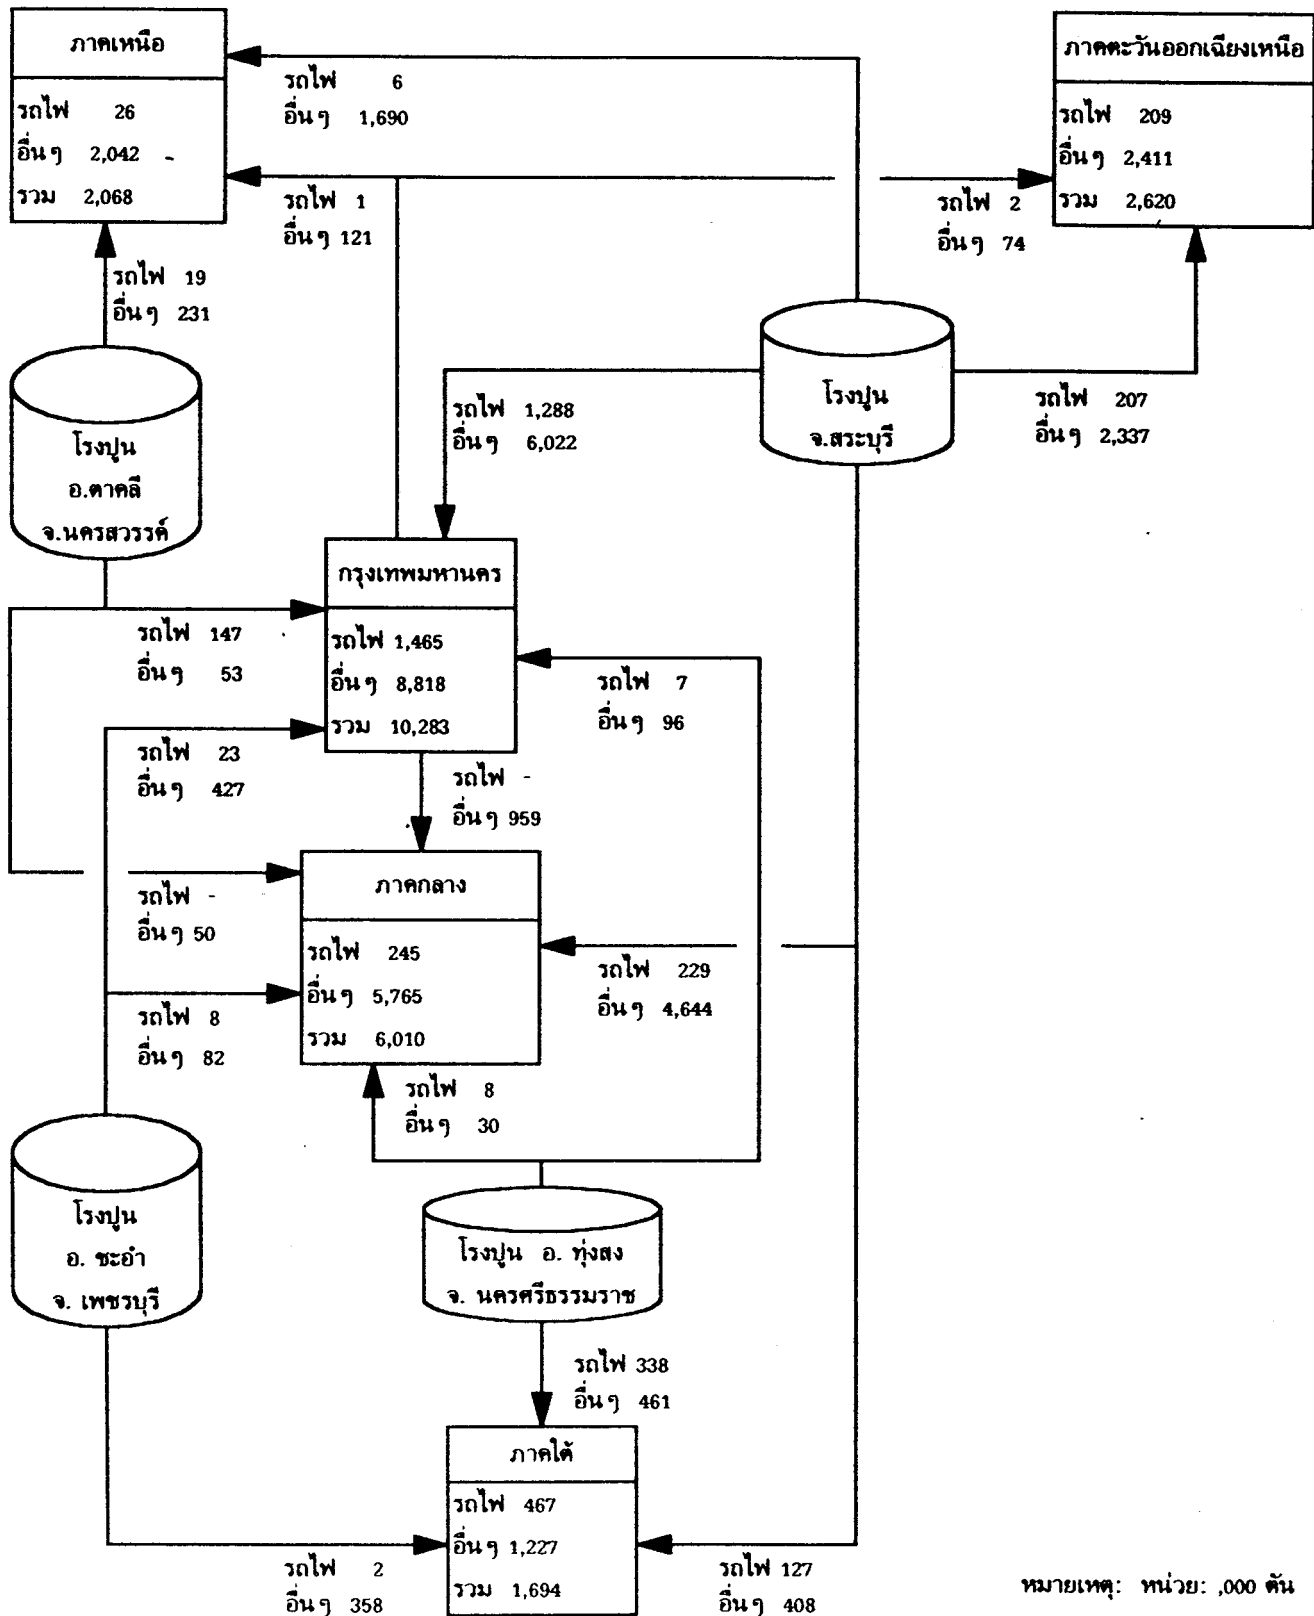 ภาคเหนือ
รถไฟ 26
อื่นๆ 2,042
รวม 2,068
รถไฟ 6
อื่นๆ 1,690
ภาคตะวันออกเฉียงเหนือ
รถไฟ 209
อื่นๆ 2,411
รวม 2,620
รถไฟ 1
อื่นๆ 121
รถไฟ 2
อื่นๆ 74
รถไฟ 19
อื่นๆ 231
โรงปูน
อ.ตาคลี
จ.นครสวรรค์
รถไฟ 1,288
อื่นๆ 6,022
โรงปูน
จ.สระบุรี
รถไฟ 207
อื่นๆ 2,337
กรุงเทพมหานคร
รถไฟ 1,465
อื่นๆ 8,818
รวม 10,283
รถไฟ 147
อื่นๆ 53
รถไฟ 7
อื่นๆ 96
รถไฟ 23
อื่นๆ 427
รถไฟ -
อื่นๆ 959
ภาคกลาง
รถไฟ 245
อื่นๆ 5,765
รวม 6,010
รถไฟ -
อื่นๆ 50
รถไฟ 229
อื่นๆ 4,644
รถไฟ 8
อื่นๆ 82
รถไฟ 8
อื่นๆ 30
โรงปูน
อ. ชะอำ
จ. เพชรบุรี
โรงปูน อ. ทุ่งสง
จ. นครศรีธรรมราช
รถไฟ 338
อื่นๆ 461
ภาคใต้
รถไฟ 467
อื่นๆ 1,227
รวม 1,694
รถไฟ 2
อื่นๆ 358
รถไฟ 127
อื่นๆ 408
หมายเหตุ: หน่วย: ,000 ตัน